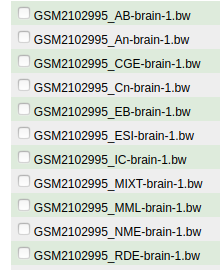 GSM2102995_AB-brain-1.bw
GSM2102995_An-brain-1.bw
GSM2102995_CGE-brain-1.bw
GSM2102995_Cn-brain-1.bw
GSM2102995_EB-brain-1.bw
GSM2102995_ESI-brain-1.bw
GSM2102995_IC-brain-1.bw
GSM2102995_MIXT-brain-1.bw
GSM2102995_MML-brain-1.bw
GSM2102995_NME-brain-1.bw
GSM2102995_RDE-brain-1.bw